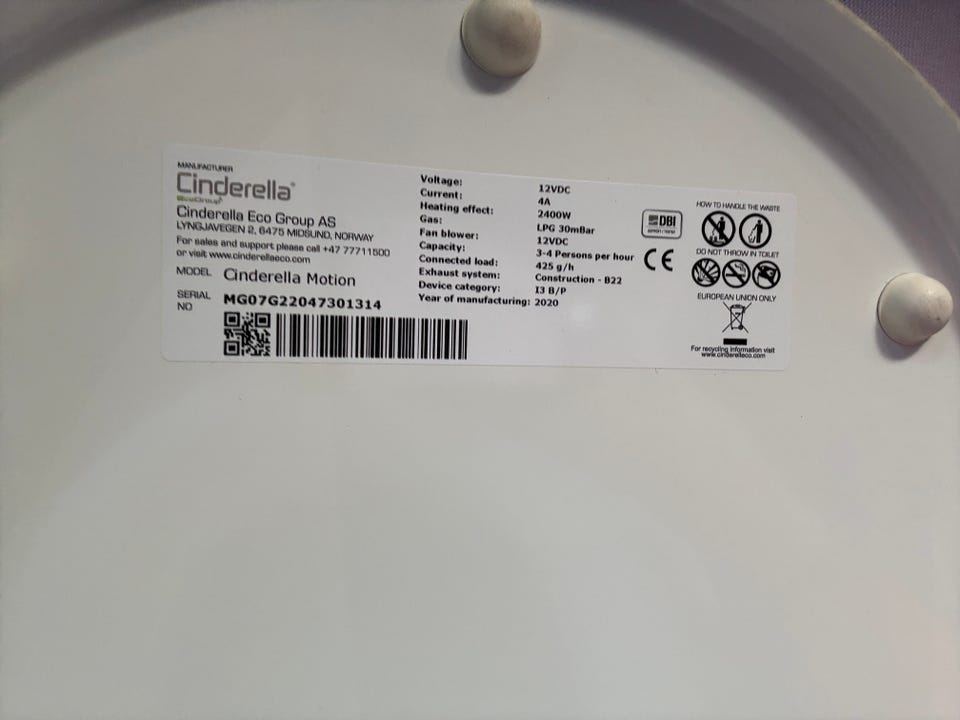 MANUFACTURER
Cinderella®
EcoGroup
Cinderella Eco Group AS
LYNGJAVEGEN 2, 6475 MIDSUND, NORWAY
For sales and support please call +47 77711500
or visit www.cinderellaeco.com
MODEL Cinderella Motion
SERIAL NO MG07G22047301314
Voltage: 12VDC
Current: 4A
Heating effect: 2400W
Gas: LPG 30mBar
Fan blower: 12VDC
Capacity: 3-4 Persons per hour
Connected load: 425 g/h
Exhaust system: Construction - B22
Device category: I3 B/P
Year of manufacturing: 2020
DBI
CE
HOW TO HANDLE THE WASTE
DO NOT THROW IN TOILET
EUROPEAN UNION ONLY
For recycling information visit
www.cinderellaeco.com